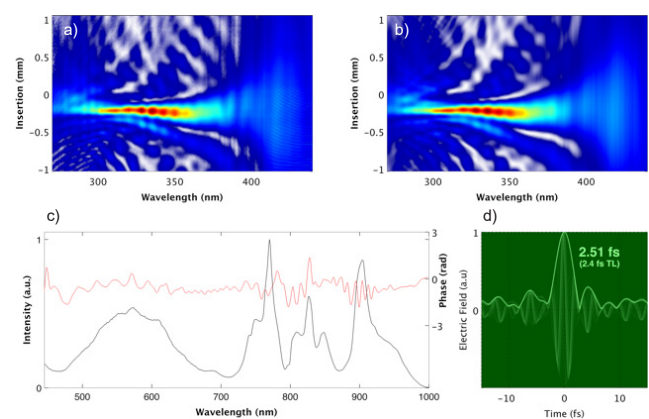 a)
1
0.5
0
-0.5
-1
Insertion (mm)
300
350
400
Wavelength (nm)
b)
1
0.5
0
-0.5
-1
Insertion (mm)
300
350
400
Wavelength (nm)
c)
1
0
Intensity (a.u.)
3
0
-3
Phase (rad)
500
600
700
800
900
1000
Wavelength (nm)
d)
1
0
Electric Field (a.u)
2.51 fs
(2.4 fs TL)
-10
0
10
Time (fs)